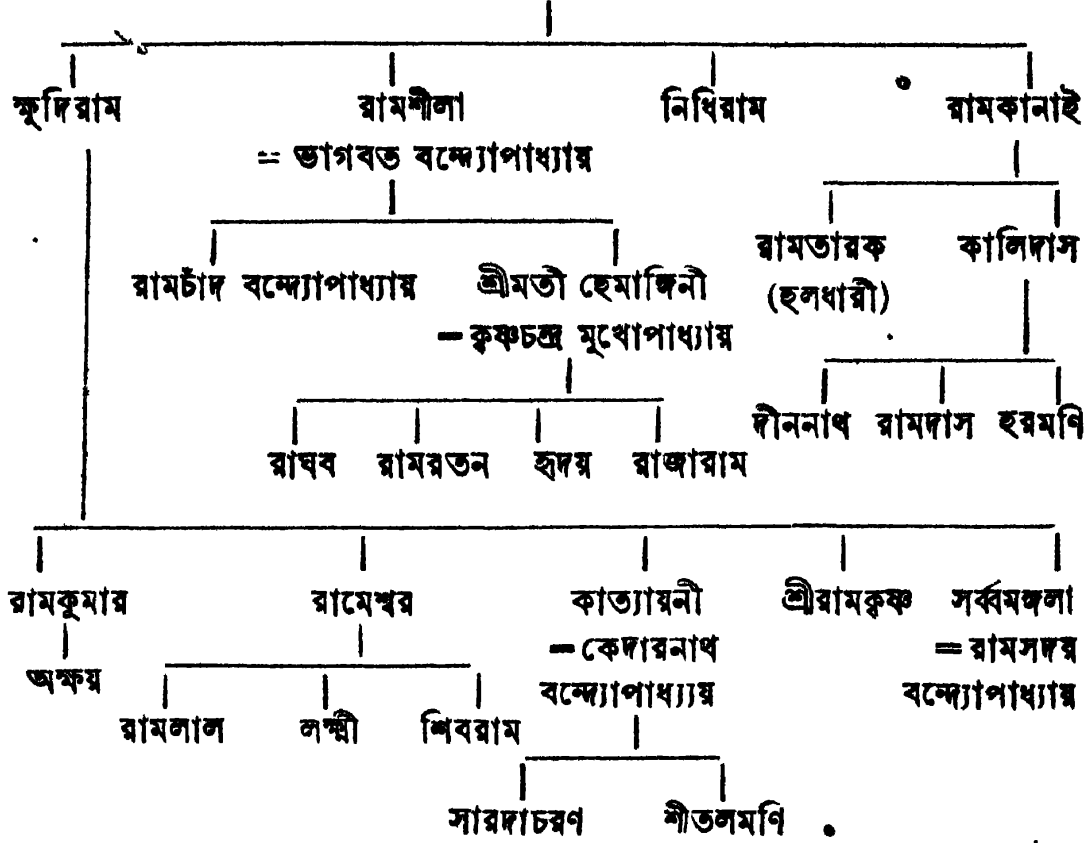 ক্ষুদিরাম রামশীলা নিধিরাম রামকানাই
= ভাগবত বন্দ্যোপাধ্যায়
রামতারক কালিদাস
(হলধারী)
রামচাঁদ বন্দ্যোপাধ্যায় শ্রীমতী হেমাঙ্গিনী
= কৃষ্ণচন্দ্র মুখোপাধ্যায়
দীননাথ রামদাস হরমণি
রাঘব রামরতন হৃদয় রাজারাম
রামকুমার রামেশ্বর কাত্যায়নী শ্রীরামকৃষ্ণ সর্ব্বমঙ্গলা
= কেদারনাথ = রামসদয়
বন্দ্যোপাধ্যায় বন্দ্যোপাধ্যায়
অক্ষয়
রামলাল লক্ষ্মী শিবরাম
সারদাচরণ শীতলমণি